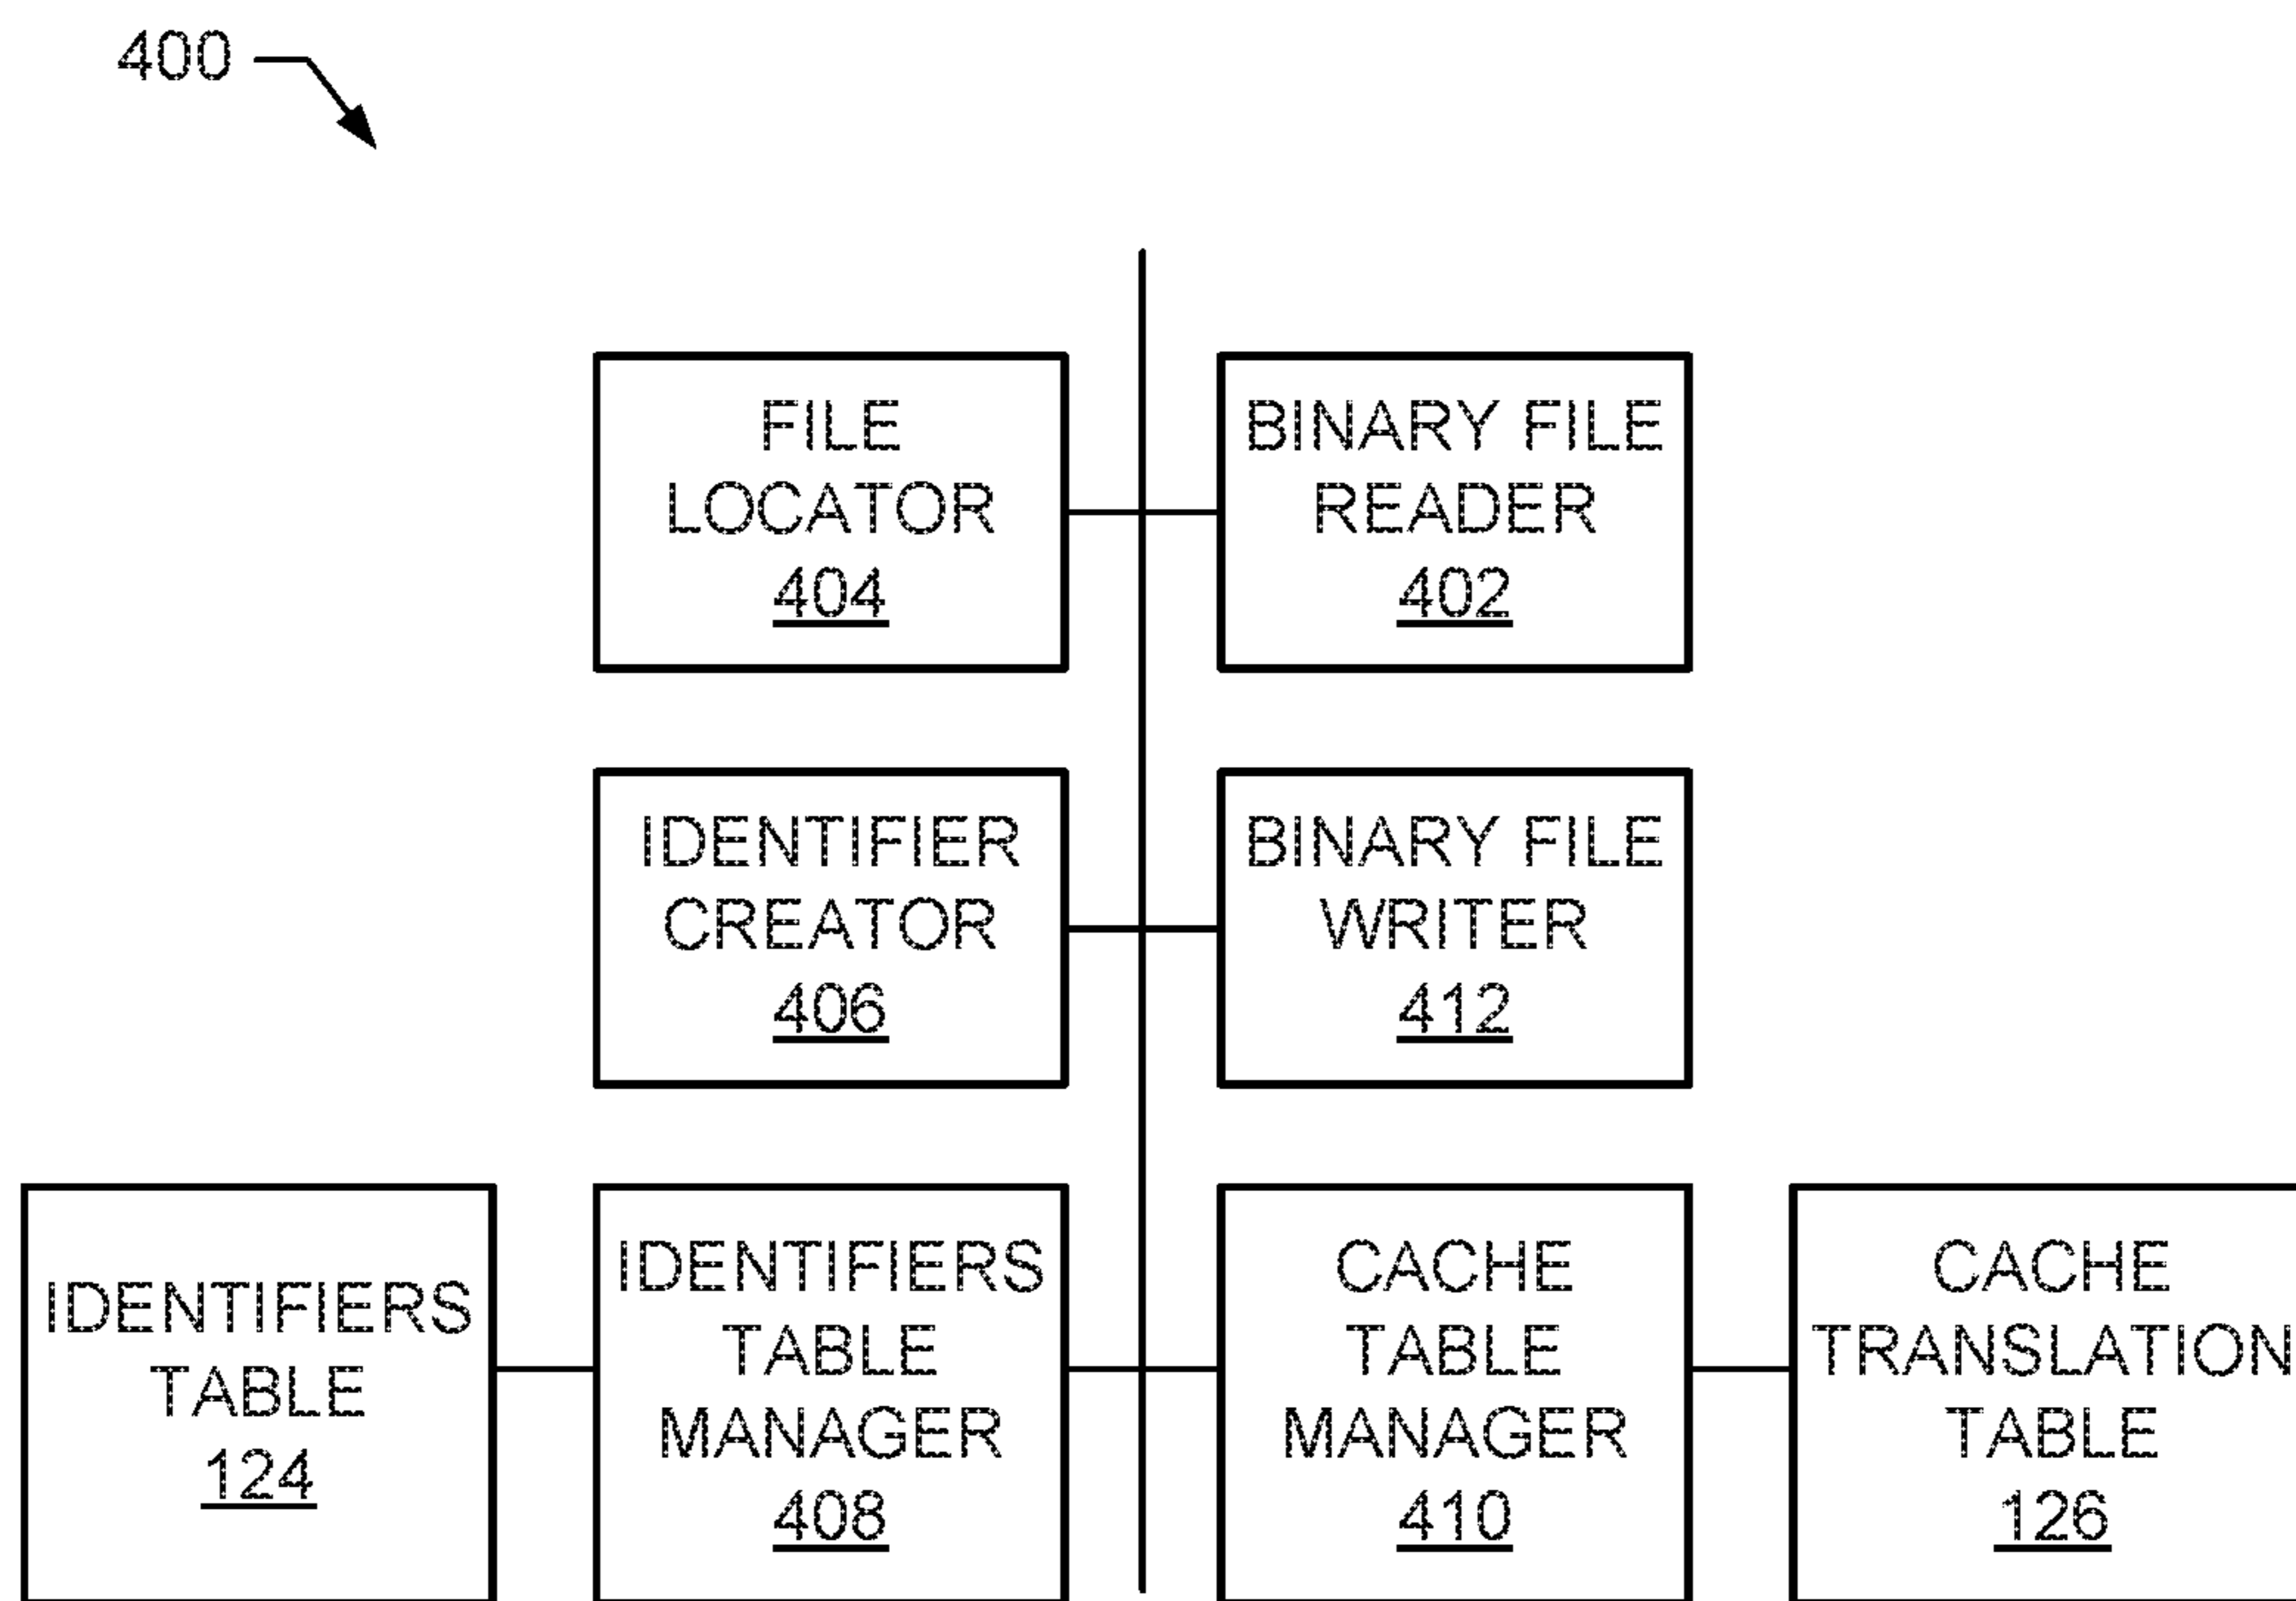 400
FILE
LOCATOR
404
BINARY FILE
READER
402
IDENTIFIER
CREATOR
406
BINARY FILE
WRITER
412
IDENTIFIERS
TABLE
124
IDENTIFIERS
TABLE
MANAGER
408
CACHE
TABLE
MANAGER
410
CACHE
TRANSLATION
TABLE
126